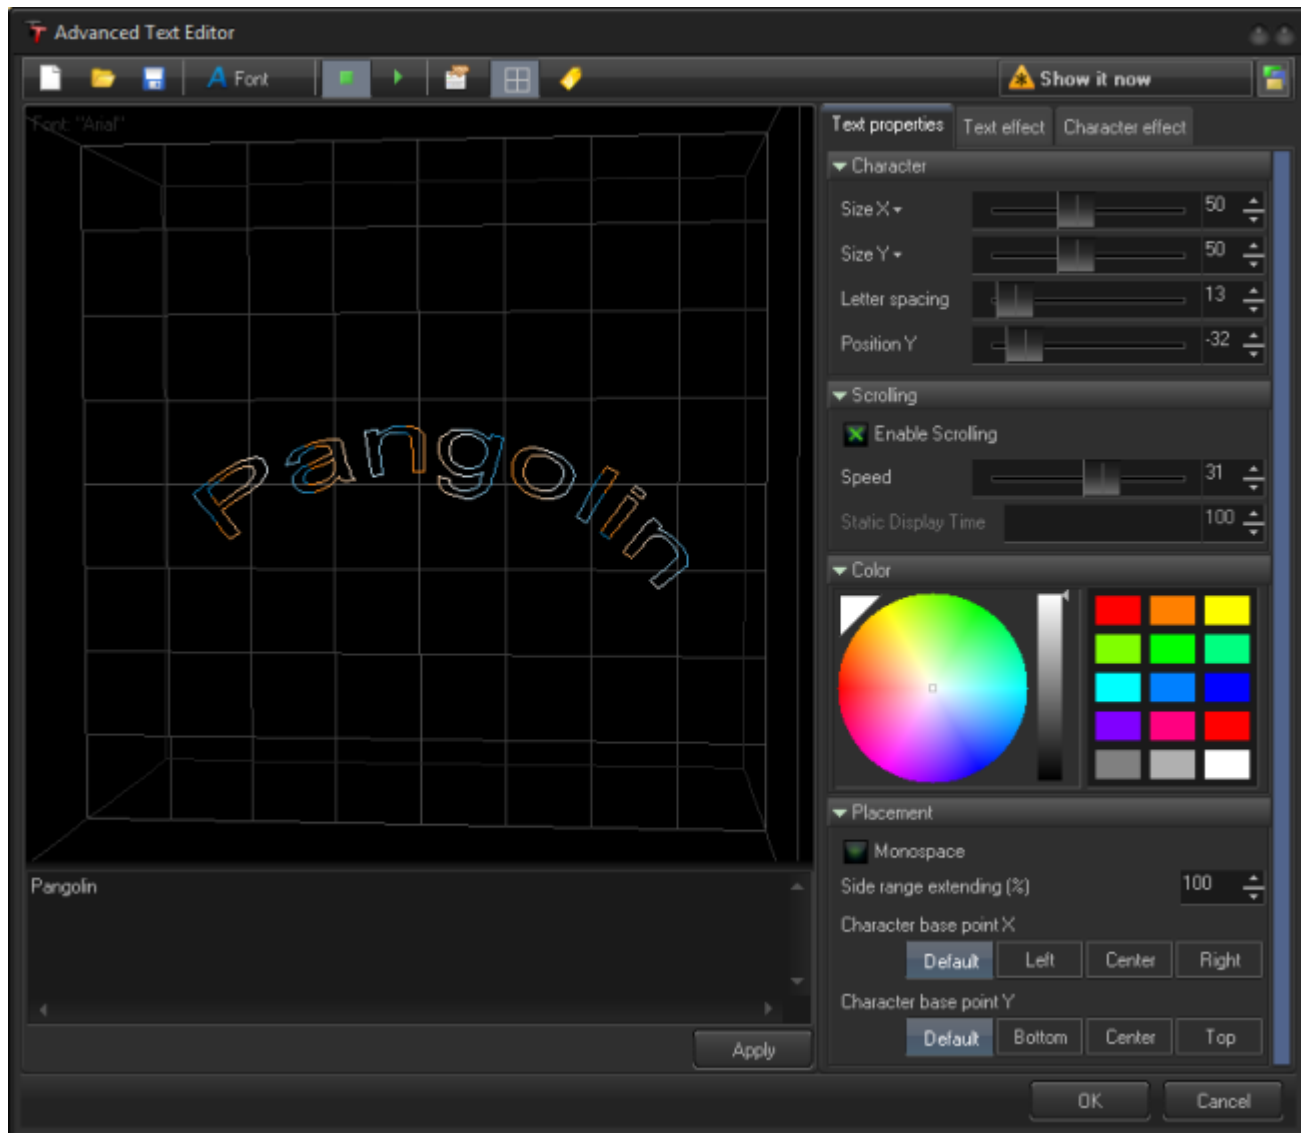 Advanced Text Editor
Font
Show it now
Font: "Arial"
Pangolin
Pangolin
Apply
Text properties
Text effect
Character effect
Character
Size X
50
Size Y
50
Letter spacing
13
Position Y
-32
Scrolling
Enable Scrolling
Speed
31
Static Display Time
100
Color
Placement
Monospace
Side range extending (%)
100
Character base point X
Default
Left
Center
Right
Character base point Y
Default
Bottom
Center
Top
OK
Cancel